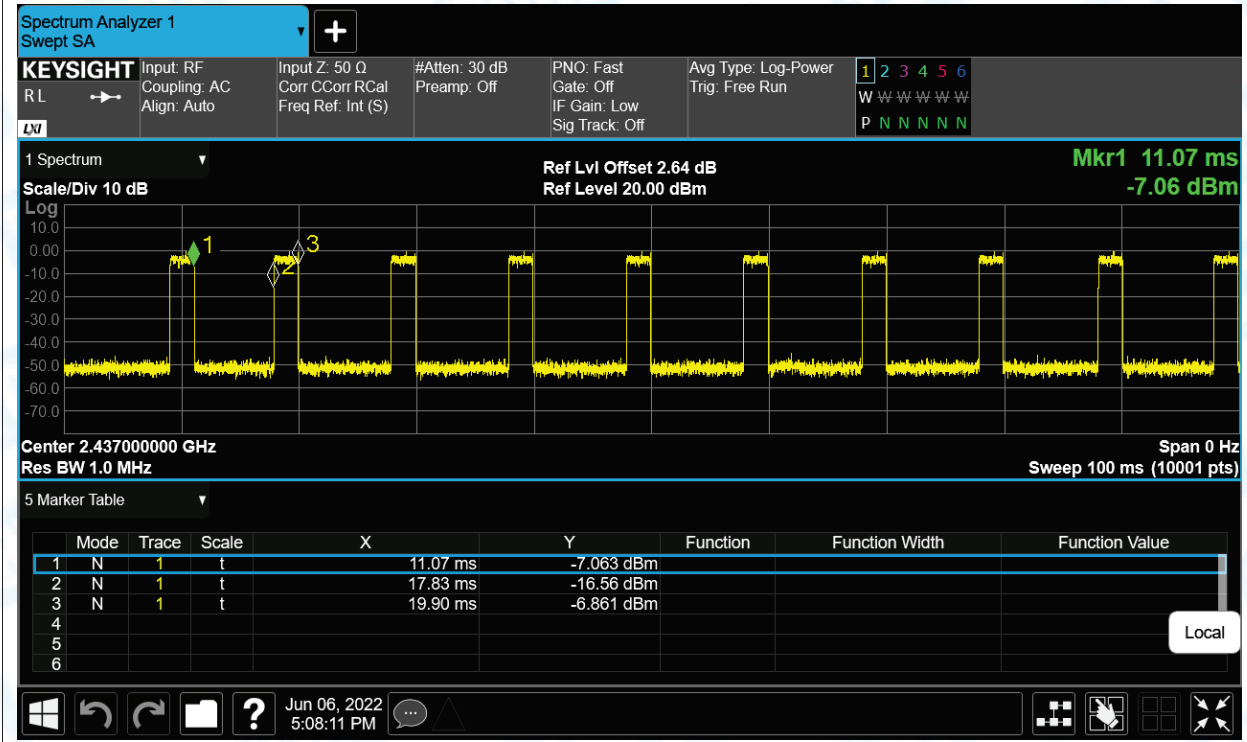 Spectrum Analyzer 1
Swept SA
+
KEYSIGHT Input: RF Input Z: 50 Ω #Atten: 30 dB PNO: Fast Avg Type: Log-Power 1 2 3 4 5 6
R L Coupling: AC Corr CCorr RCal Preamp: Off Gate: Off Trig: Free Run W W W W W W
Align: Auto Freq Ref: Int (S) IF Gain: Low
LXI Sig Track: Off P N N N N N
1 Spectrum Ref Lvl Offset 2.64 dB Mkr1 11.07 ms
Scale/Div 10 dB Ref Level 20.00 dBm -7.06 dBm
Log
10.0
0.00
-10.0
-20.0
-30.0
-40.0
-50.0
-60.0
-70.0
1
2
3
Center 2.437000000 GHz Span 0 Hz
Res BW 1.0 MHz Sweep 100 ms (10001 pts)
5 Marker Table
Mode Trace Scale X Y Function Function Width Function Value
1 N 1 t 11.07 ms -7.063 dBm
2 N 1 t 17.83 ms -16.56 dBm
3 N 1 t 19.90 ms -6.861 dBm
4
5
6
Local
? Jun 06, 2022
5:08:11 PM